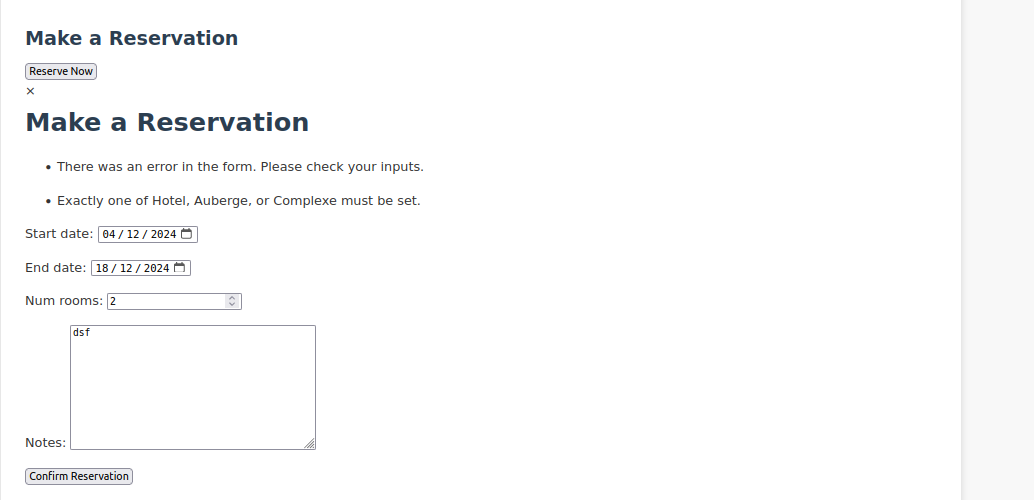 Make a Reservation
Reserve Now
×
Make a Reservation
• There was an error in the form. Please check your inputs.
• Exactly one of Hotel, Auberge, or Complexe must be set.
Start date: 04/12/2024
End date: 18/12/2024
Num rooms: 2
dsf
Notes:
Confirm Reservation